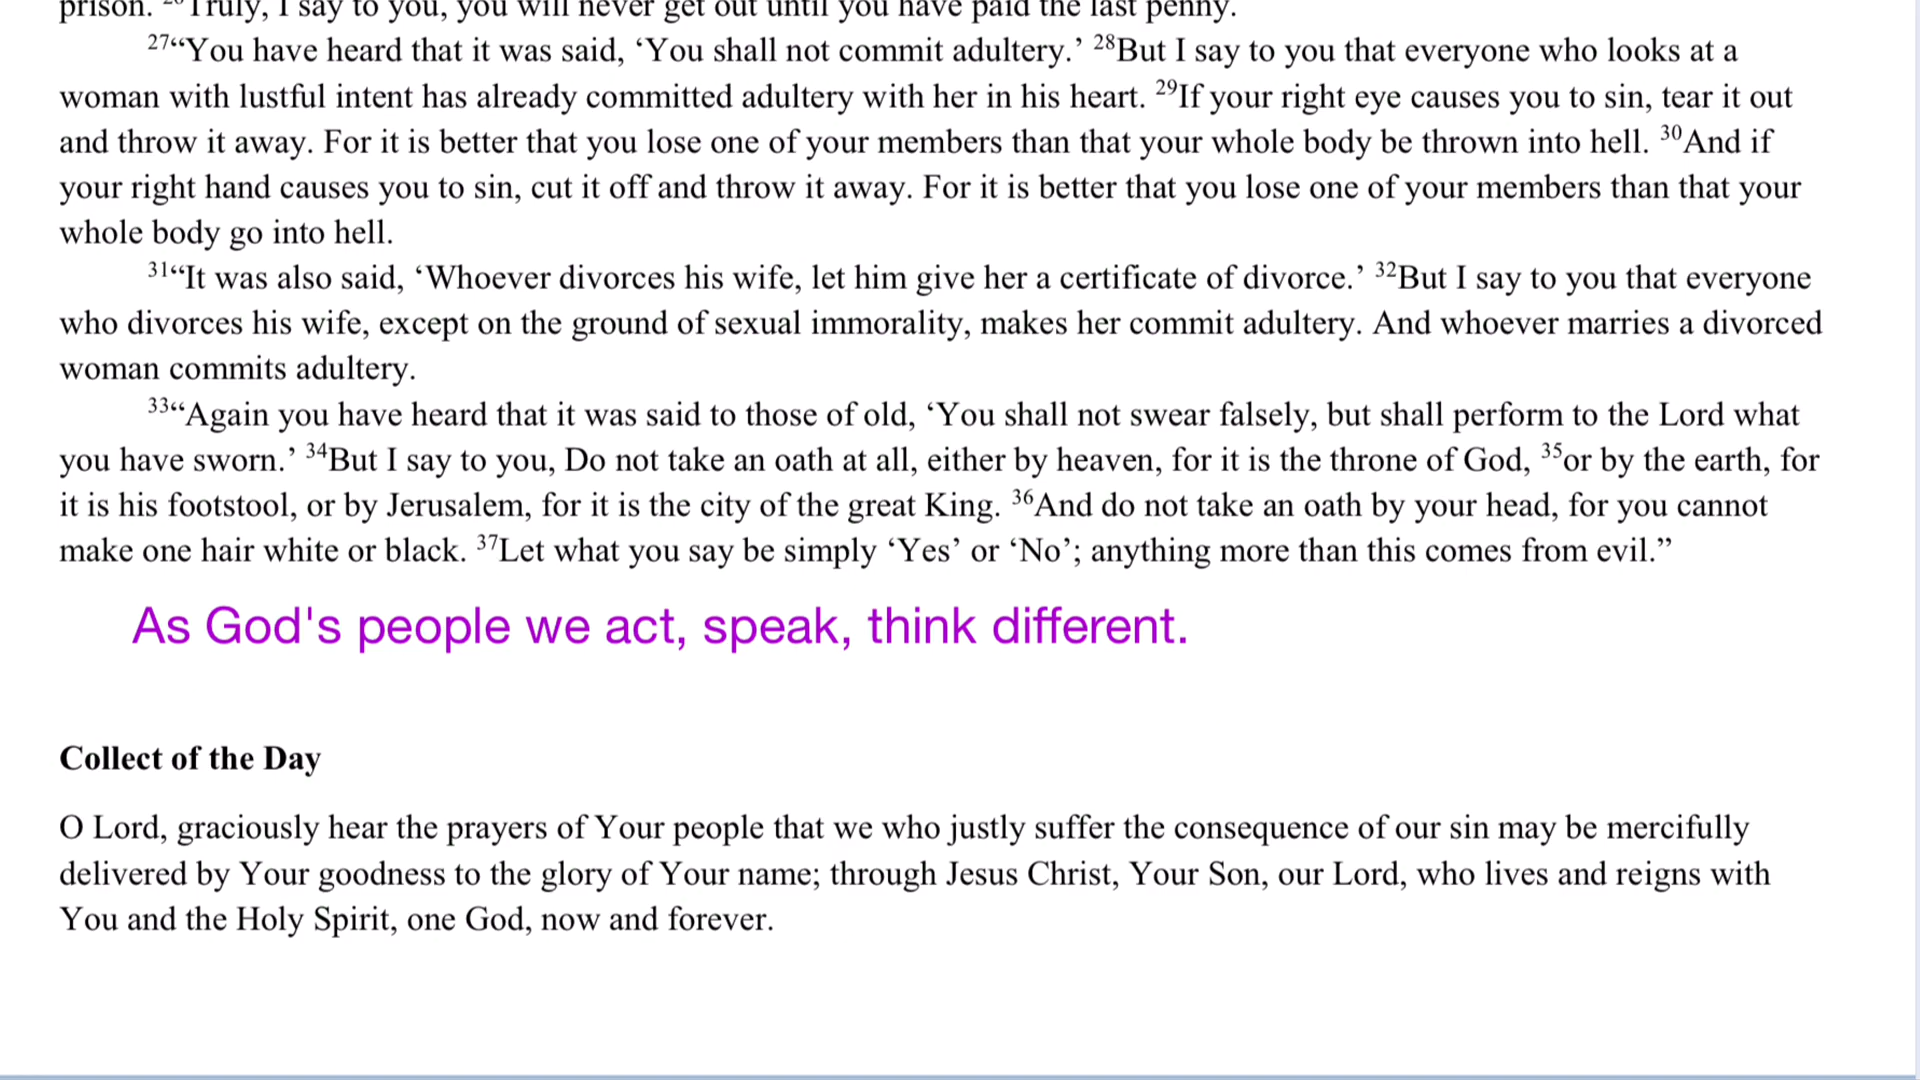 prison. 26Truly, I say to you, you will never get out until you have paid the last penny.
27“You have heard that it was said, ‘You shall not commit adultery.’ 28But I say to you that everyone who looks at a
woman with lustful intent has already committed adultery with her in his heart. 29If your right eye causes you to sin, tear it out
and throw it away. For it is better that you lose one of your members than that your whole body be thrown into hell. 30And if
your right hand causes you to sin, cut it off and throw it away. For it is better that you lose one of your members than that your
whole body go into hell.
31“It was also said, ‘Whoever divorces his wife, let him give her a certificate of divorce.’ 32But I say to you that everyone
who divorces his wife, except on the ground of sexual immorality, makes her commit adultery. And whoever marries a divorced
woman commits adultery.
33“Again you have heard that it was said to those of old, ‘You shall not swear falsely, but shall perform to the Lord what
you have sworn.’ 34But I say to you, Do not take an oath at all, either by heaven, for it is the throne of God, 35or by the earth, for
it is his footstool, or by Jerusalem, for it is the city of the great King. 36And do not take an oath by your head, for you cannot
make one hair white or black. 37Let what you say be simply ‘Yes’ or ‘No’; anything more than this comes from evil.”
As God's people we act, speak, think different.
Collect of the Day
O Lord, graciously hear the prayers of Your people that we who justly suffer the consequence of our sin may be mercifully
delivered by Your goodness to the glory of Your name; through Jesus Christ, Your Son, our Lord, who lives and reigns with
You and the Holy Spirit, one God, now and forever.